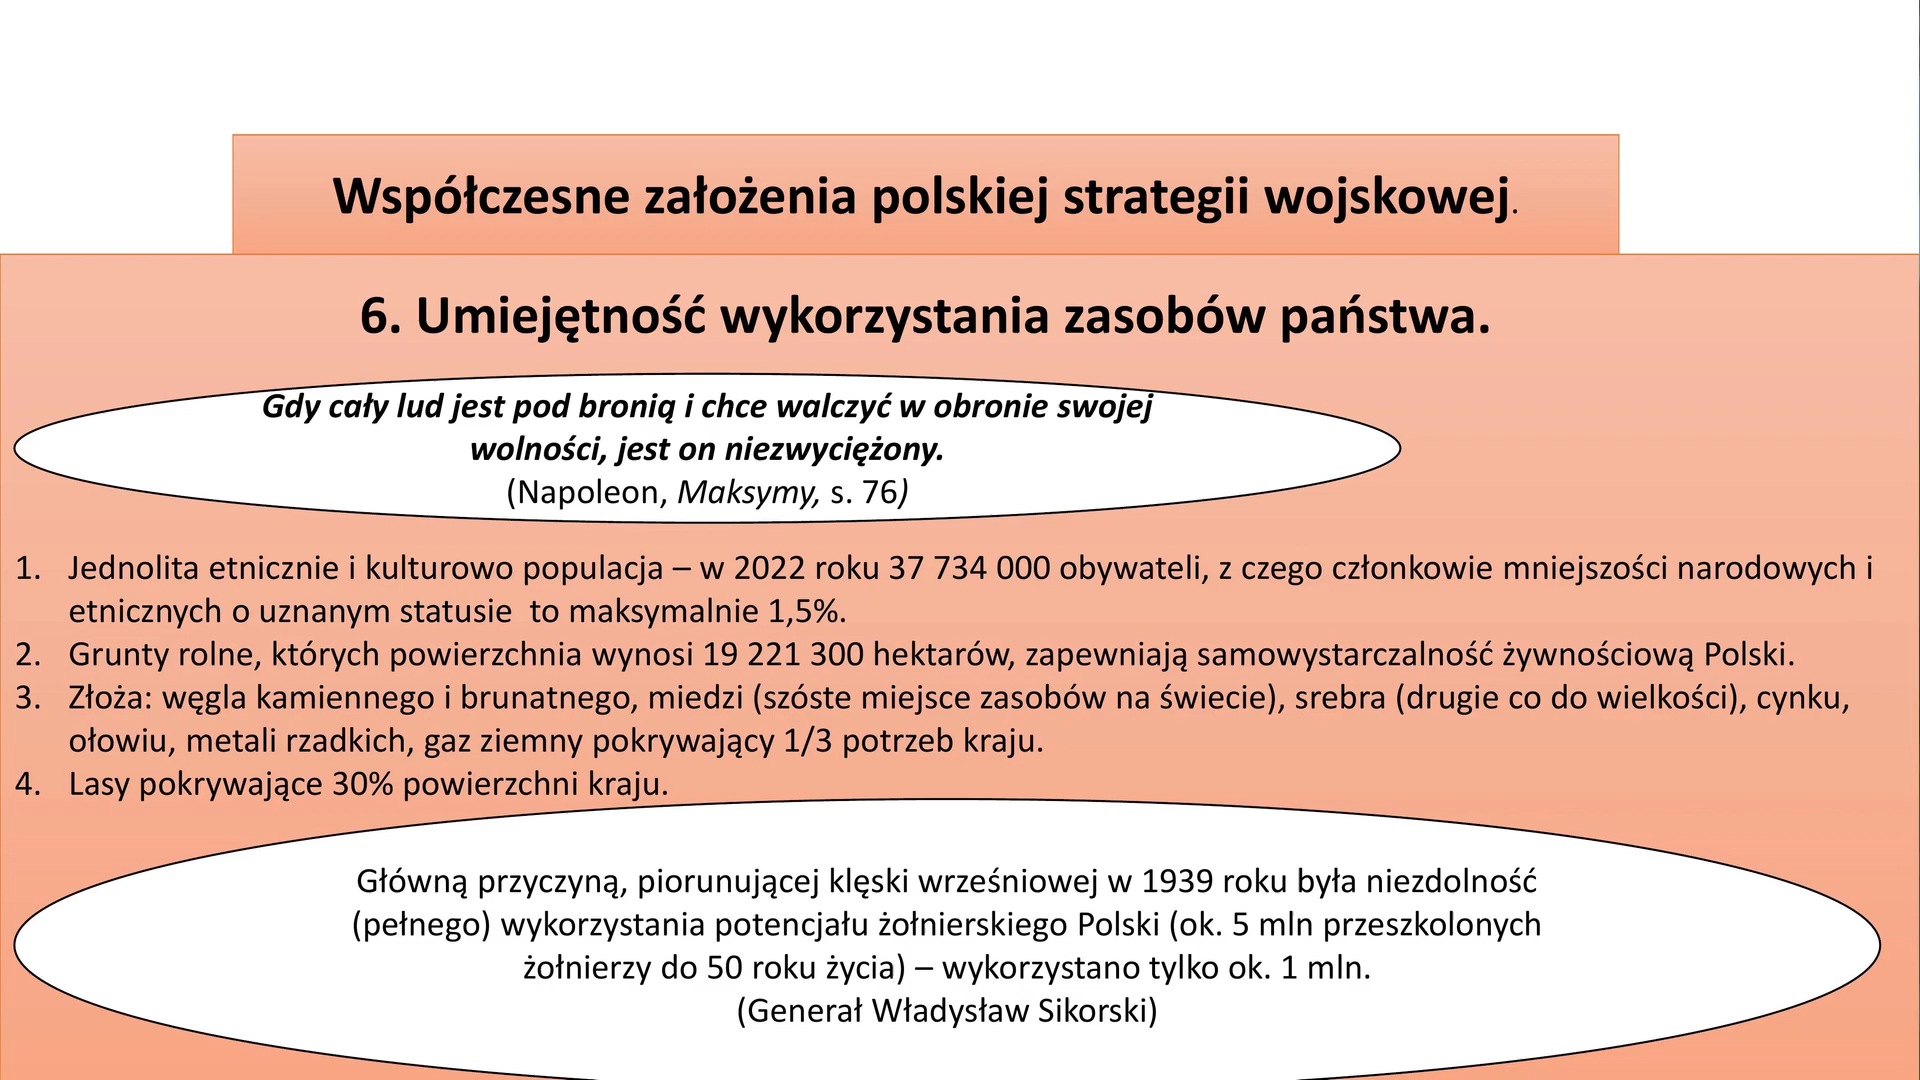 Współczesne założenia polskiej strategii wojskowej.
6. Umiejętność wykorzystania zasobów państwa.
Gdy cały lud jest pod bronią i chce walczyć w obronie swojej
wolności, jest on niezwyciężony.
(Napoleon, Maksymy, s. 76)
1. Jednolita etnicznie i kulturowo populacja – w 2022 roku 37 734 000 obywateli, z czego członkowie mniejszości narodowych i
etnicznych o uznanym statusie  to maksymalnie 1,5%.
2. Grunty rolne, których powierzchnia wynosi 19 221 300 hektarów, zapewniają samowystarczalność żywnościową Polski.
3. Złoża: węgla kamiennego i brunatnego, miedzi (szóste miejsce zasobów na świecie), srebra (drugie co do wielkości), cynku,
ołowiu, metali rzadkich, gaz ziemny pokrywający 1/3 potrzeb kraju.
4. Lasy pokrywające 30% powierzchni kraju.
Główną przyczyną, piorunującej klęski wrześniowej w 1939 roku była niezdolność
(pełnego) wykorzystania potencjału żołnierskiego Polski (ok. 5 mln przeszkolonych
żołnierzy do 50 roku życia) – wykorzystano tylko ok. 1 mln.
(Generał Władysław Sikorski)